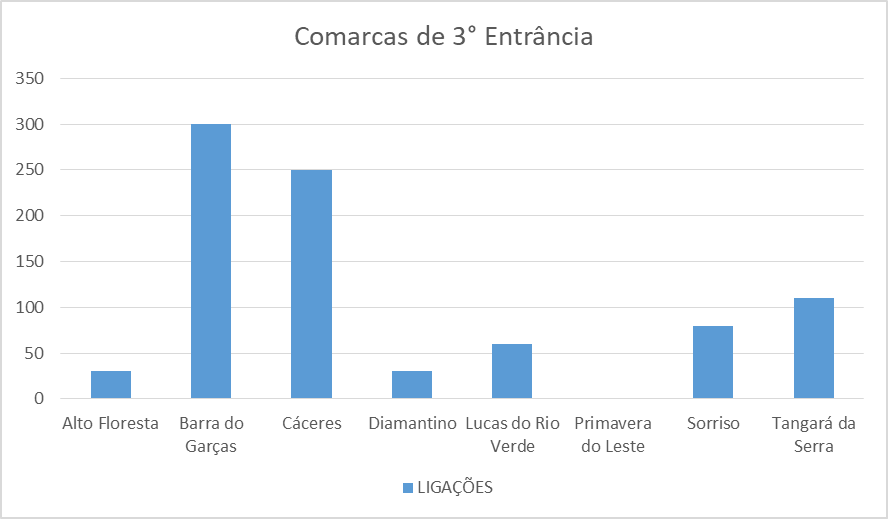 Comarcas de 3° Entrância
350
300
250
200
150
100
50
0
Alto Floresta
Barra do
Garças
Cáceres
Diamantino
Lucas do Rio
Verde
Primavera
do Leste
Sorriso
Tangará da
Serra
LIGAÇÕES